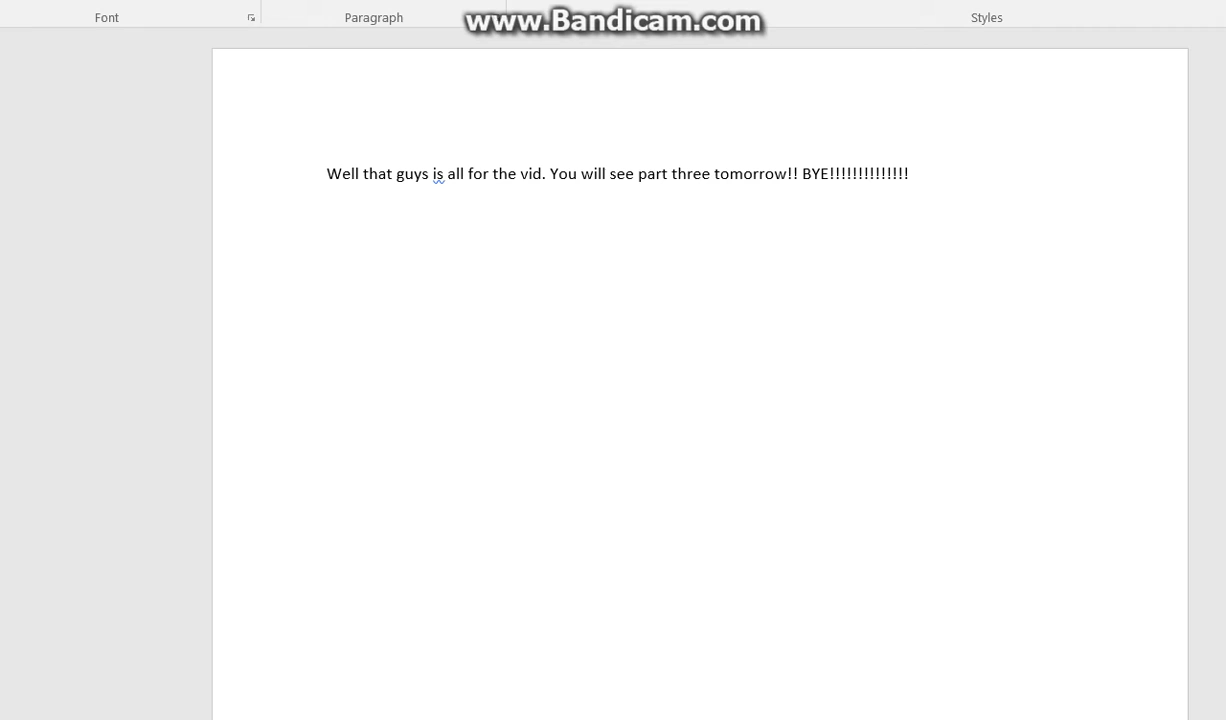 www.Bandicam.com
Font Paragraph Styles
Well that guys is all for the vid. You will see part three tomorrow!! BYE!!!!!!!!!!!!!!